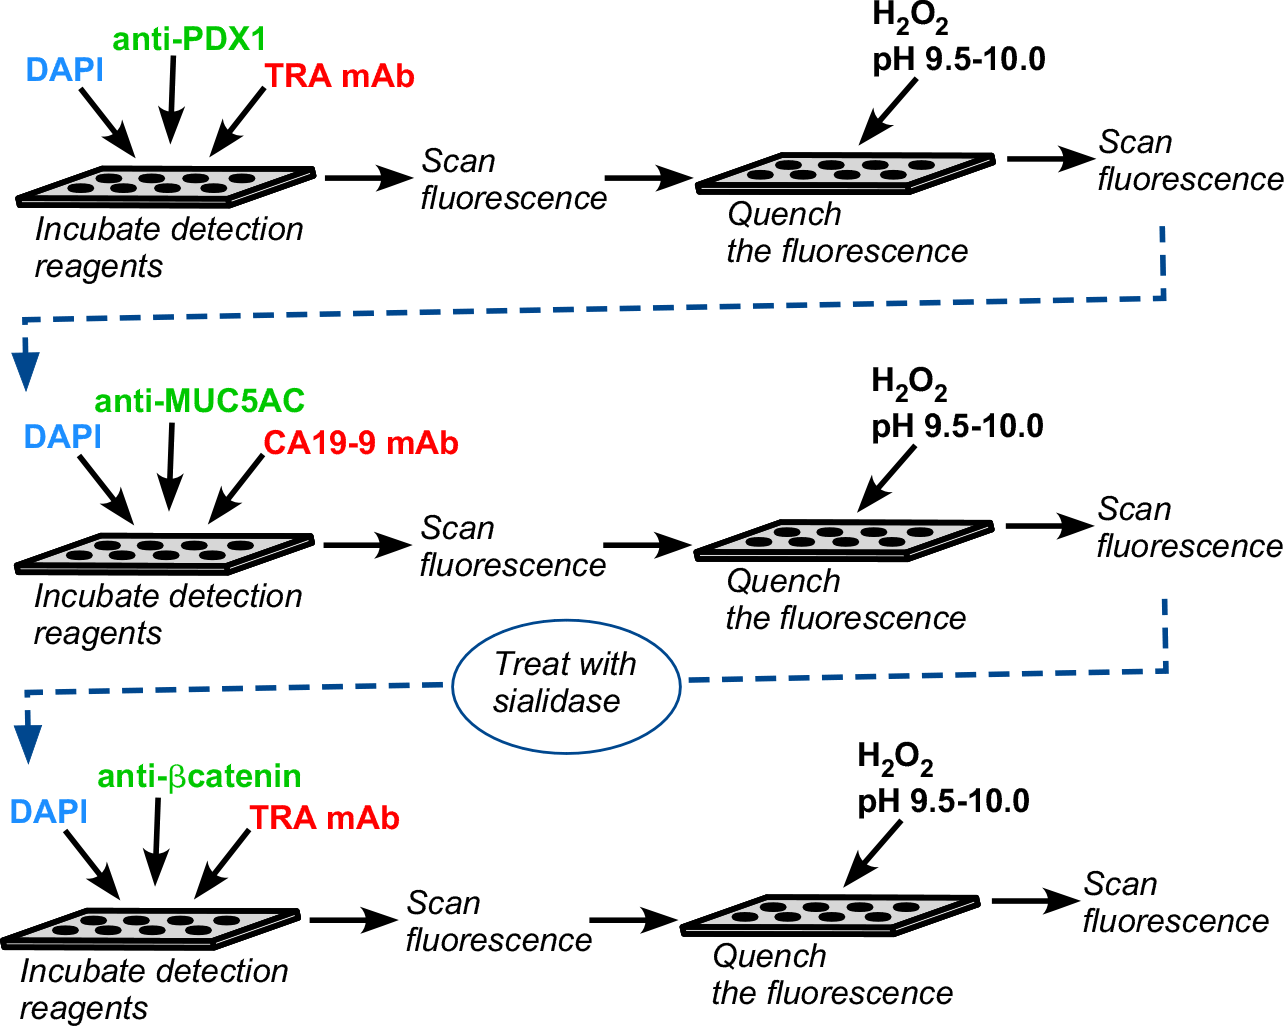 anti-PDX1
DAPI
TRA mAb
H₂O₂
pH 9.5-10.0
Scan
fluorescence
Scan
fluorescence
Incubate detection
reagents
Quench
the fluorescence
anti-MUC5AC
DAPI
CA19-9 mAb
H₂O₂
pH 9.5-10.0
Scan
fluorescence
Scan
fluorescence
Incubate detection
reagents
Quench
the fluorescence
Treat with
sialidase
anti-βcatenin
DAPI
TRA mAb
H₂O₂
pH 9.5-10.0
Scan
fluorescence
Scan
fluorescence
Incubate detection
reagents
Quench
the fluorescence